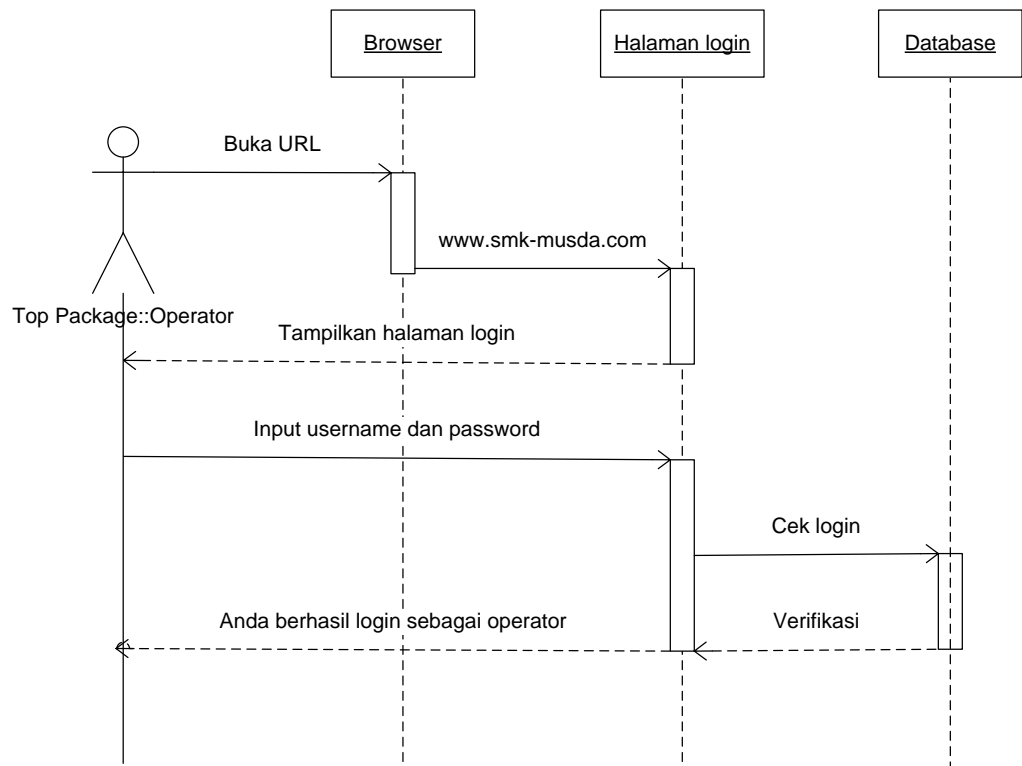 Browser
Halaman login
Database
Buka URL
www.smk-musda.com
Top Package::Operator
Tampilkan halaman login
Input username dan password
Cek login
Anda berhasil login sebagai operator
Verifikasi